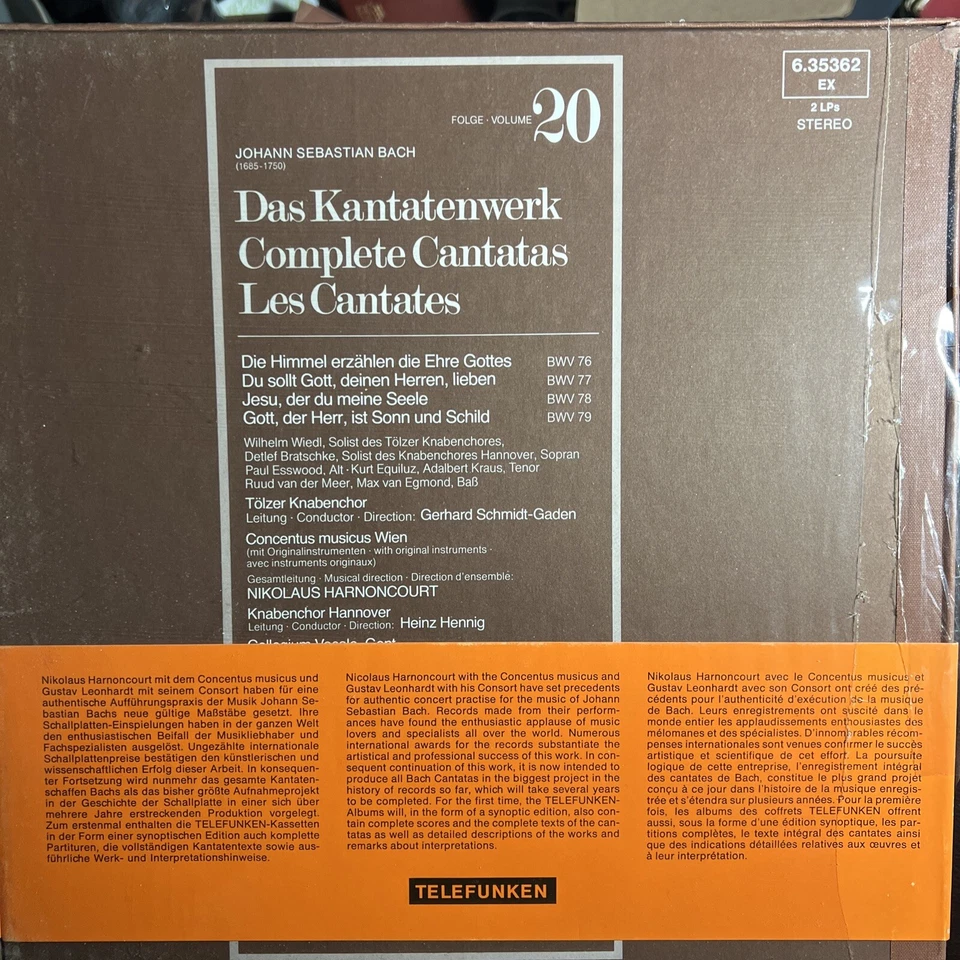 6.35362
EX
2 LPs
STEREO
FOLGE · VOLUME 20
JOHANN SEBASTIAN BACH
(1685-1750)
Das Kantatenwerk
Complete Cantatas
Les Cantates
Die Himmel erzählen die Ehre Gottes BWV 76
Du sollt Gott, deinen Herren, lieben BWV 77
Jesu, der du meine Seele BWV 78
Gott, der Herr, ist Sonn und Schild BWV 79
Wilhelm Wiedl, Solist des Tölzer Knabenchores,
Detlef Bratschke, Solist des Knabenchores Hannover, Sopran
Paul Esswood, Alt · Kurt Equiluz, Adalbert Kraus, Tenor
Ruud van der Meer, Max van Egmond, Baß
Tölzer Knabenchor
Leitung · Conductor · Direction: Gerhard Schmidt-Gaden
Concentus musicus Wien
(mit Originalinstrumenten · with original instruments ·
avec instruments originaux)
Gesamtleitung · Musical direction · Direction d'ensemble:
NIKOLAUS HARNONCOURT
Knabenchor Hannover
Leitung · Conductor · Direction: Heinz Hennig
Collegium Vocale, Gent
Nikolaus Harnoncourt mit dem Concentus musicus und
Gustav Leonhardt mit seinem Consort haben für eine
authentische Aufführungspraxis der Musik Johann Se-
bastian Bachs neue gültige Maßstäbe gesetzt. Ihre
Schallplatten-Einspielungen haben in der ganzen Welt
den enthusiastischen Beifall der Musikliebhaber und
Fachspezialisten ausgelöst. Ungezählte internationale
Schallplattenpreise bestätigen den künstlerischen und
wissenschaftlichen Erfolg dieser Arbeit. In konsequen-
ter Fortsetzung wird nunmehr das gesamte Kantaten-
schaffen Bachs als das bisher größte Aufnahmeprojekt
in der Geschichte der Schallplatte in einer sich über
mehrere Jahre erstreckenden Produktion vorgelegt.
Zum erstenmal enthalten die TELEFUNKEN-Kassetten
in der Form einer synoptischen Edition auch komplette
Partituren, die vollständigen Kantatentexte sowie aus-
führliche Werk- und Interpretationshinweise.
Nicolaus Harnoncourt with the Concentus musicus and
Gustav Leonhardt with his Consort have set precedents
for authentic concert practise for the music of Johann
Sebastian Bach. Records made from their perform-
ances have found the enthusiastic applause of music
lovers and specialists all over the world. Numerous
international awards for the records substantiate the
artistical and professional success of this work. In con-
sequent continuation of this work, it is now intended to
produce all Bach Cantatas in the biggest project in the
history of records so far, which will take several years
to be completed. For the first time, the TELEFUNKEN-
Albums will, in the form of a synoptic edition, also con-
tain complete scores and the complete texts of the can-
tatas as well as detailed descriptions of the works and
remarks about interpretations.
Nikolaus Harnoncourt avec le Concentus musicus et
Gustav Leonhardt avec son Consort ont créé des pré-
cédents pour l'authenticité d'exécution de la musique
de Bach. Leurs enregistrements ont suscité dans le
monde entier les applaudissements enthousiastes des
mélomanes et des spécialistes. D'innombrables récom-
penses internationales sont venues confirmer le succès
artistique et scientifique de cet effort. La poursuite
logique de cette entreprise, l'enregistrement intégral
des cantates de Bach, constitue le plus grand projet
conçu à ce jour dans l'histoire de la musique enregis-
trée et s'étendra sur plusieurs années. Pour la première
fois, les albums des coffrets TELEFUNKEN offrent
aussi, sous la forme d'une édition synoptique, les par-
titions complètes, le texte intégral des cantates ainsi
que des indications détaillées relatives aux œuvres et
à leur interprétation.
TELEFUNKEN